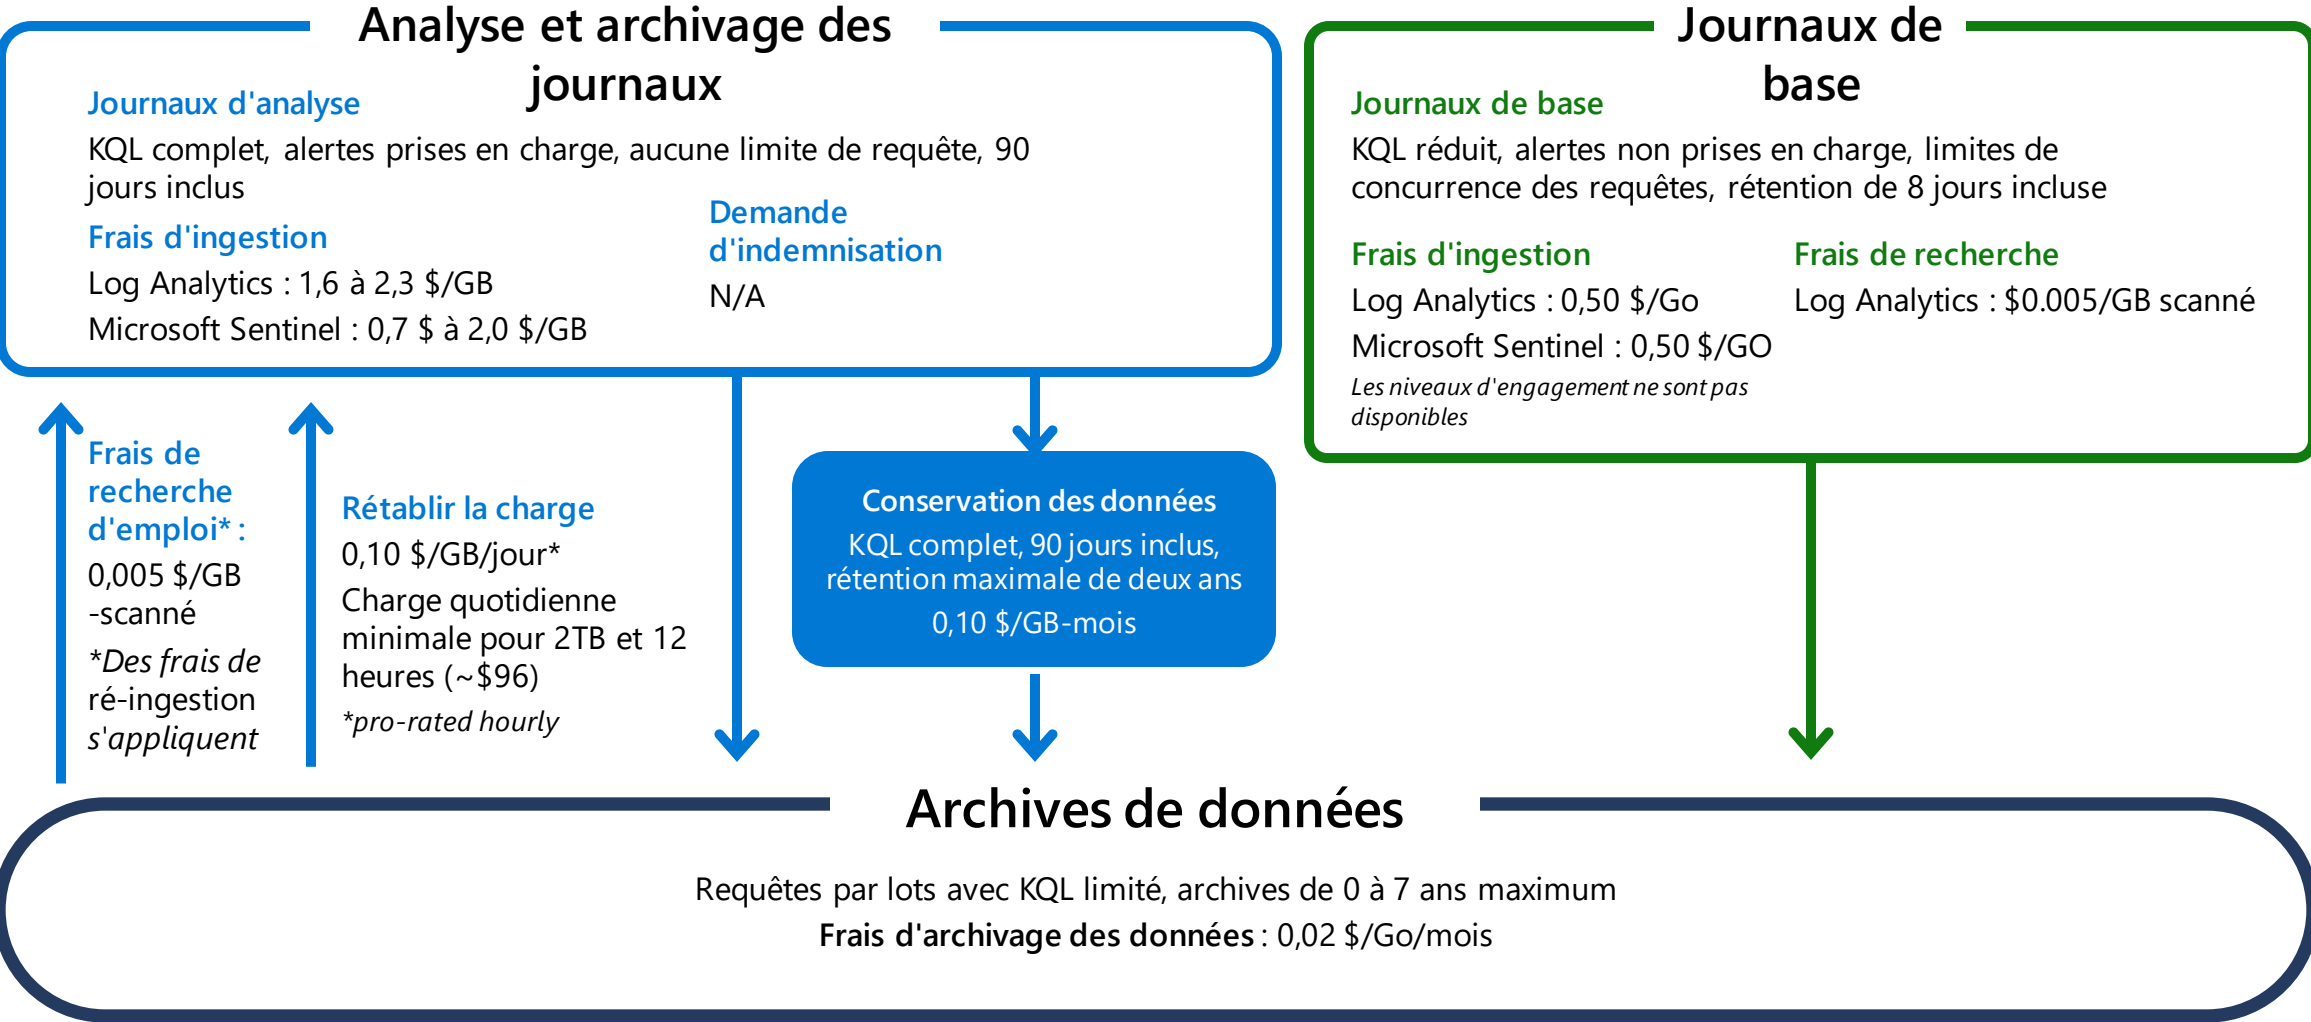 Analyse et archivage des
journaux
Journaux d'analyse
KQL complet, alertes prises en charge, aucune limite de requête, 90
jours inclus
Frais d'ingestion
Log Analytics : 1,6 à 2,3 $/GB
Microsoft Sentinel : 0,7 $ à 2,0 $/GB
Demande
d'indemnisation
N/A
Journaux de
base
Journaux de base
KQL réduit, alertes non prises en charge, limites de
concurrence des requêtes, rétention de 8 jours incluse
Frais d'ingestion
Log Analytics : 0,50 $/Go
Microsoft Sentinel : 0,50 $/GO
Les niveaux d'engagement ne sont pas
disponibles
Frais de recherche
Log Analytics : $0.005/GB scanné
Frais de
recherche
d'emploi* :
0,005 $/GB
-scanné
*Des frais de
ré-ingestion
s'appliquent
Rétablir la charge
0,10 $/GB/jour*
Charge quotidienne
minimale pour 2TB et 12
heures (~$96)
*pro-rated hourly
Conservation des données
KQL complet, 90 jours inclus,
rétention maximale de deux ans
0,10 $/GB-mois
Archives de données
Requêtes par lots avec KQL limité, archives de 0 à 7 ans maximum
Frais d'archivage des données : 0,02 $/Go/mois